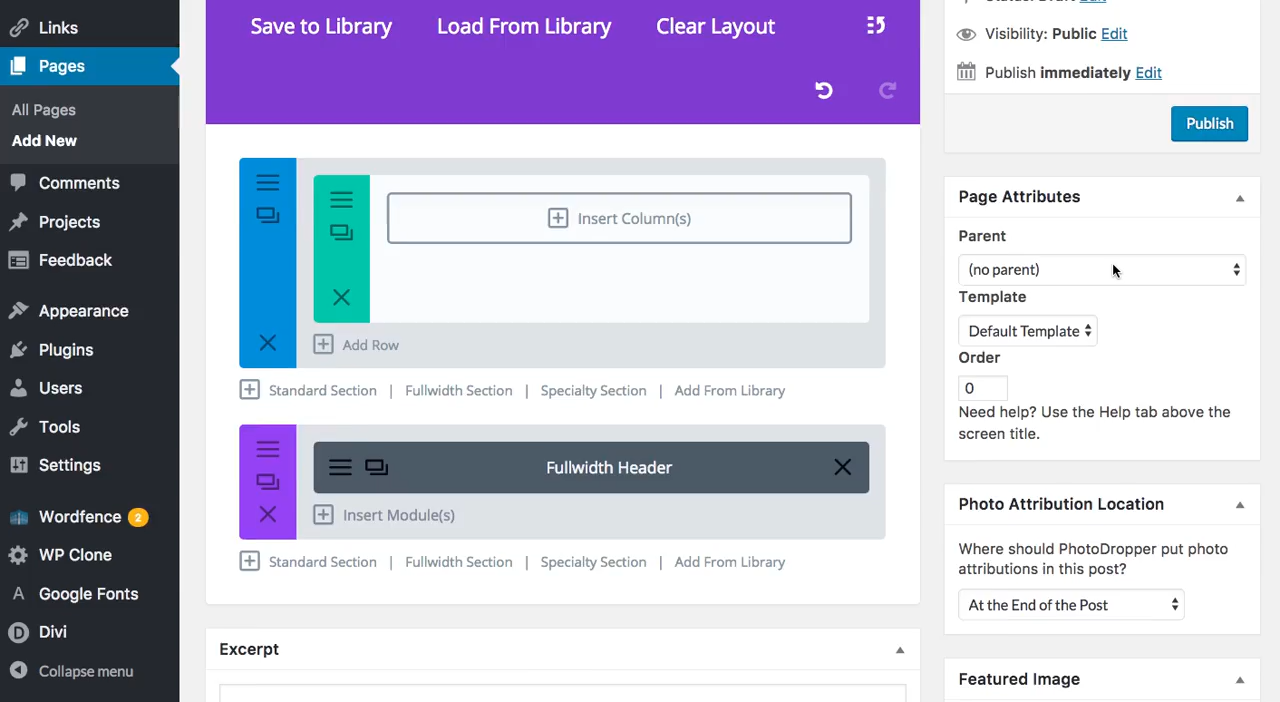 Links
Pages
All Pages
Add New
Comments
Projects
Feedback
Appearance
Plugins
Users
Tools
Settings
Wordfence 2
WP Clone
A Google Fonts
D Divi
Collapse menu
Save to Library Load From Library Clear Layout
Insert Column(s)
Add Row
Standard Section | Fullwidth Section | Specialty Section | Add From Library
Fullwidth Header
Insert Module(s)
Standard Section | Fullwidth Section | Specialty Section | Add From Library
Excerpt
Status: Draft Edit
Visibility: Public Edit
Publish immediately Edit
Publish
Page Attributes
Parent
(no parent)
Template
Default Template
Order
0
Need help? Use the Help tab above the
screen title.
Photo Attribution Location
Where should PhotoDropper put photo
attributions in this post?
At the End of the Post
Featured Image